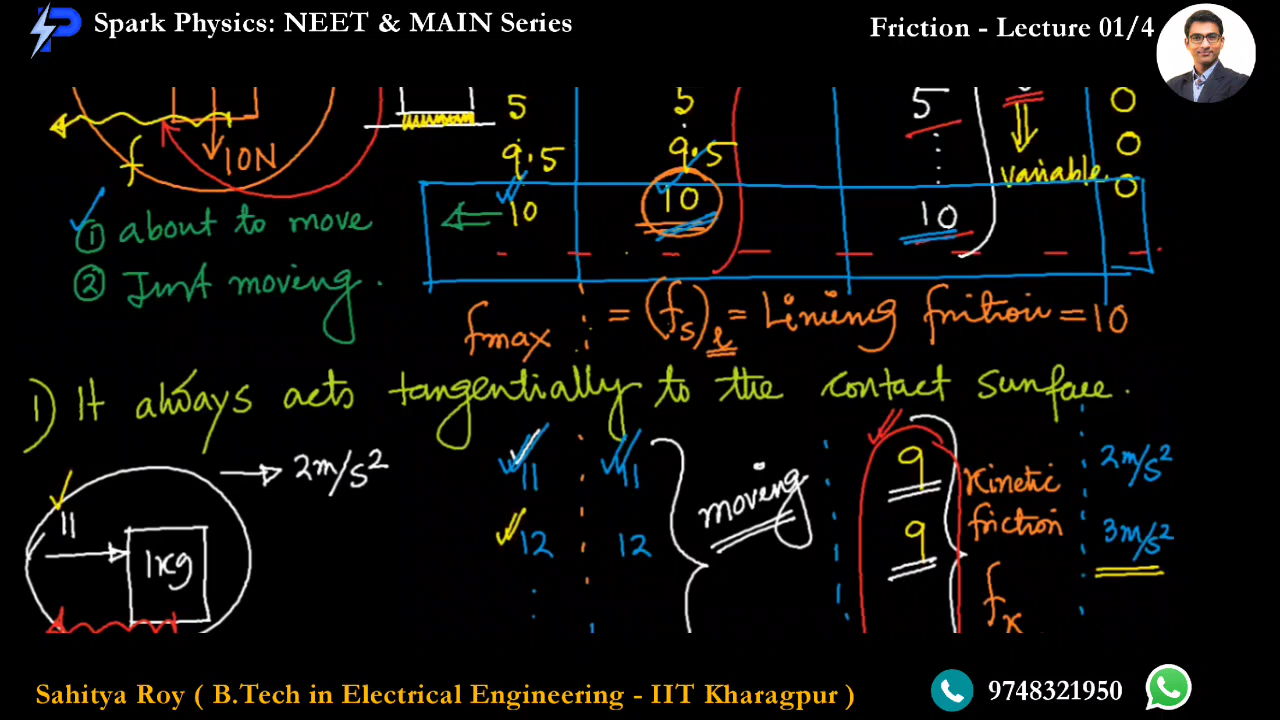 Spark Physics: NEET & MAIN Series
Friction - Lecture 01/4
5 5 5 0
9.5 9.5 0
f 10N variable
① about to move 10 10 10 0
② Just moving.
fmax = (fs)l = Limiting friction = 10
1) It always acts tangentially to the contact surface.
2m/s² 11 11 moving 9 Kinetic friction 2m/s²
11 1kg 12 12 9 3m/s²
fk
Sahitya Roy ( B.Tech in Electrical Engineering - IIT Kharagpur )
9748321950